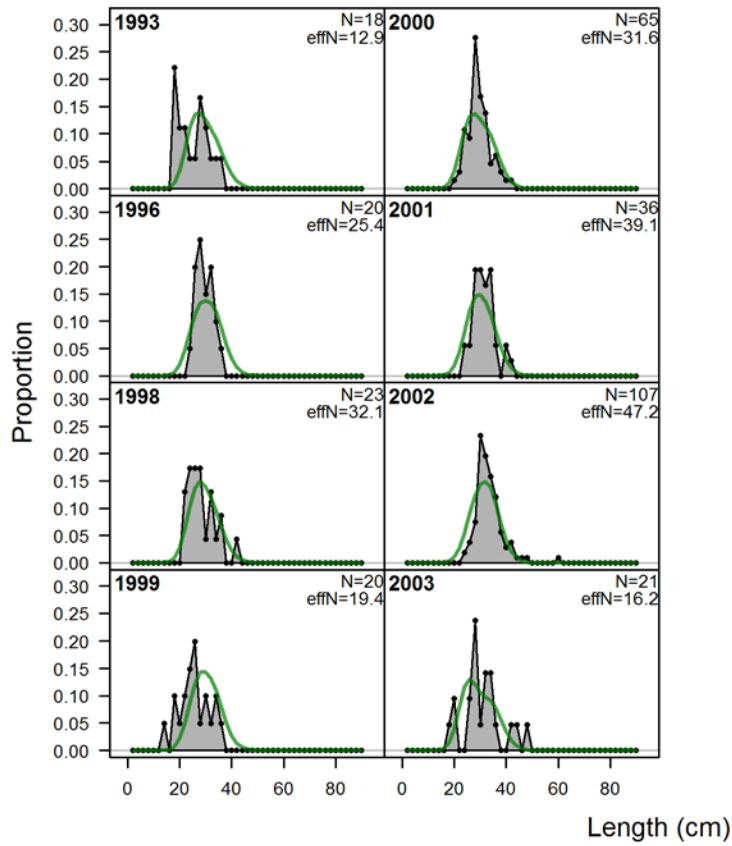 1993
N=18
effN=12.9
0.30
0.25
0.20
0.15
0.10
0.05
0.00
2000
N=65
effN=31.6
1996
N=20
effN=25.4
0.30
0.25
0.20
0.15
0.10
0.05
0.00
2001
N=36
effN=39.1
Proportion
1998
N=23
effN=32.1
0.30
0.25
0.20
0.15
0.10
0.05
0.00
2002
N=107
effN=47.2
1999
N=20
effN=19.4
0.30
0.25
0.20
0.15
0.10
0.05
0.00
2003
N=21
effN=16.2
0 20 40 60 80
0 20 40 60 80
Length (cm)